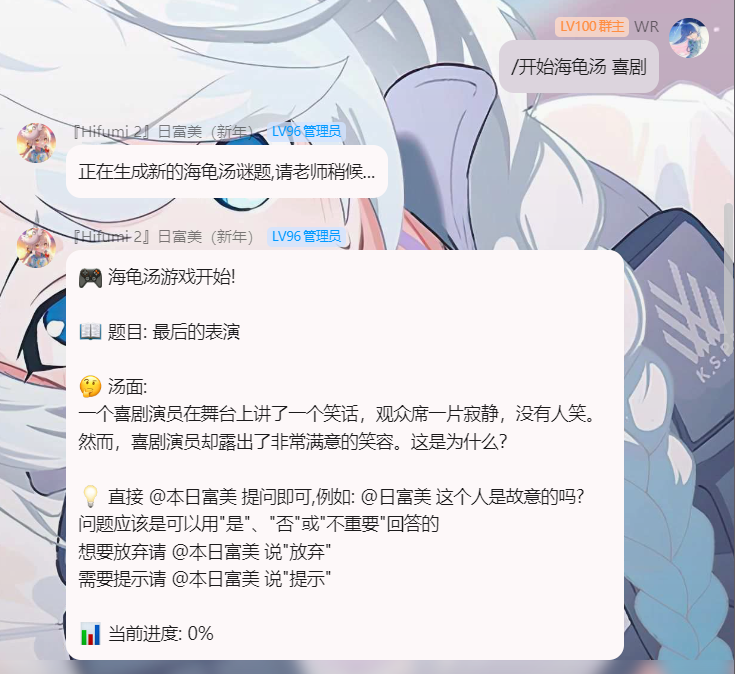 LV100 群主 WR
/开始海龟汤 喜剧
『Hifumi 2』日富美（新年） LV96 管理员
正在生成新的海龟汤谜题,请老师稍候...
『Hifumi 2』日富美（新年） LV96 管理员
🎮 海龟汤游戏开始!
📖 题目: 最后的表演
🤔 汤面:
一个喜剧演员在舞台上讲了一个笑话，观众席一片寂静，没有人笑。
然而，喜剧演员却露出了非常满意的笑容。这是为什么?
💡 直接 @本日富美 提问即可,例如: @日富美 这个人是故意的吗?
问题应该是可以用"是"、"否"或"不重要"回答的
想要放弃请 @本日富美 说"放弃"
需要提示请 @本日富美 说"提示"
📊 当前进度: 0%